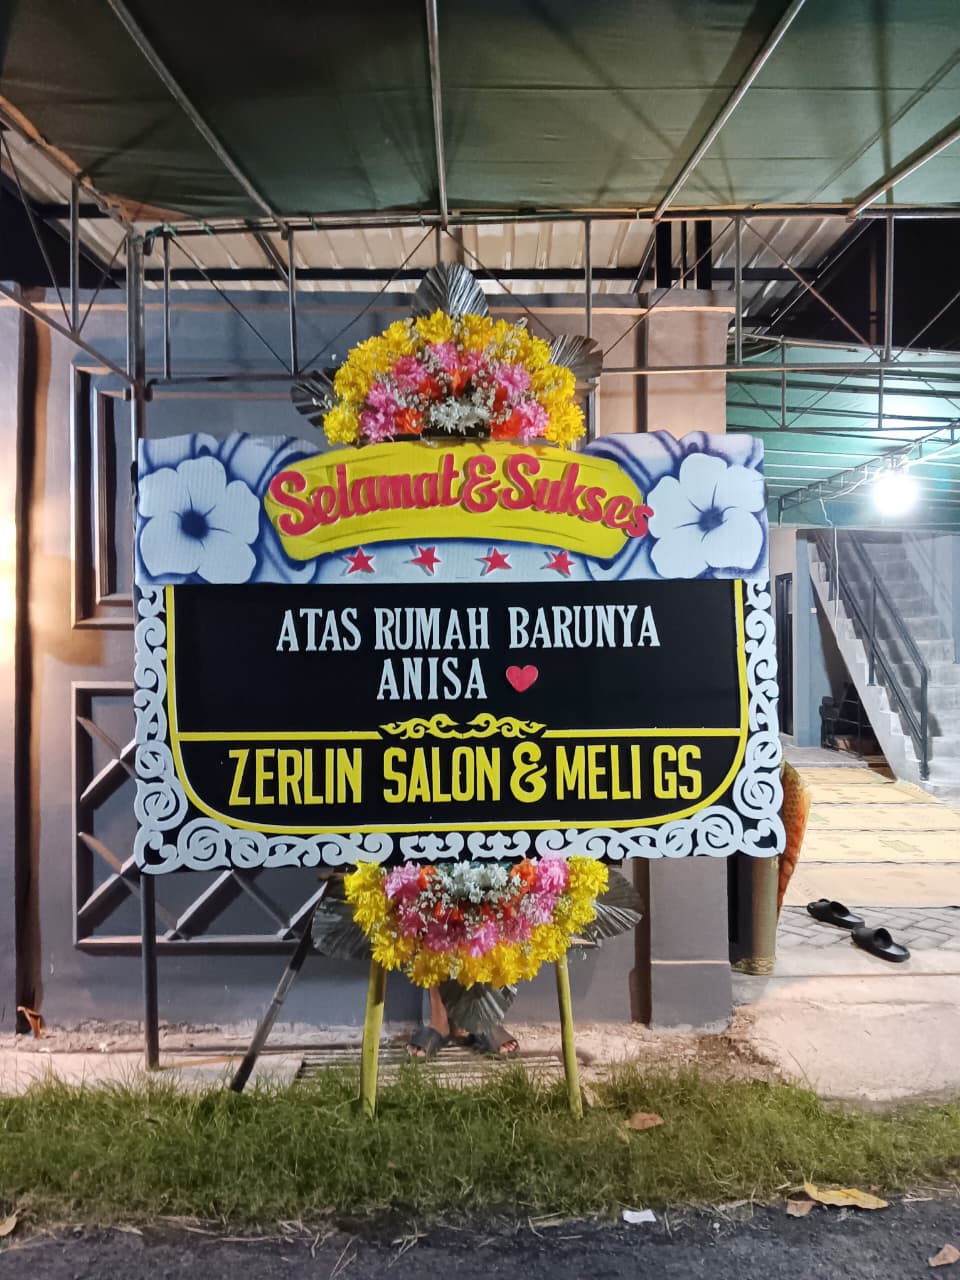 Selamat & Sukses
ATAS RUMAH BARUNYA
ANISA
ZERLIN SALON & MELI GS